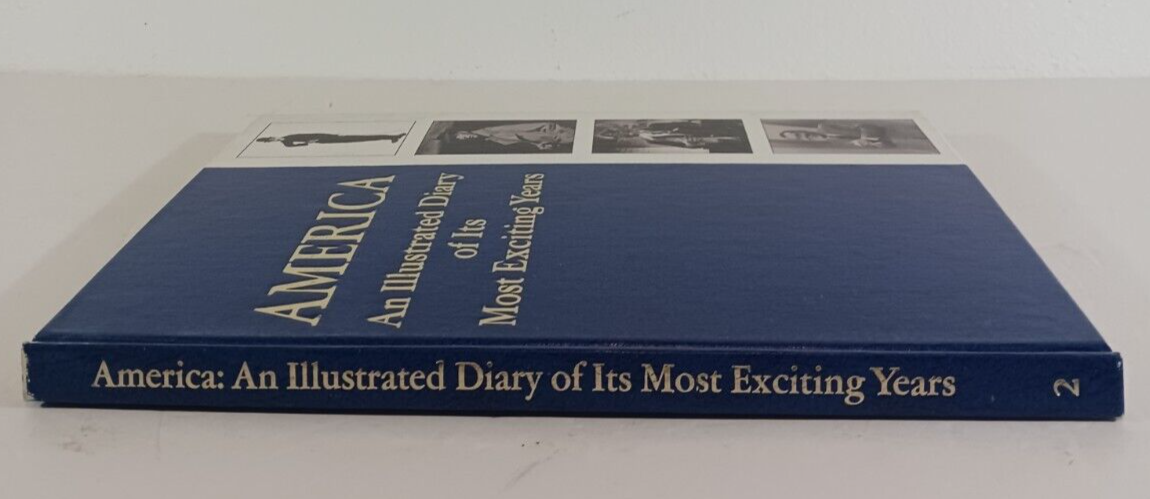 AMERICA
An Illustrated Diary
of Its
Most Exciting Years
America: An Illustrated Diary of Its Most Exciting Years
2